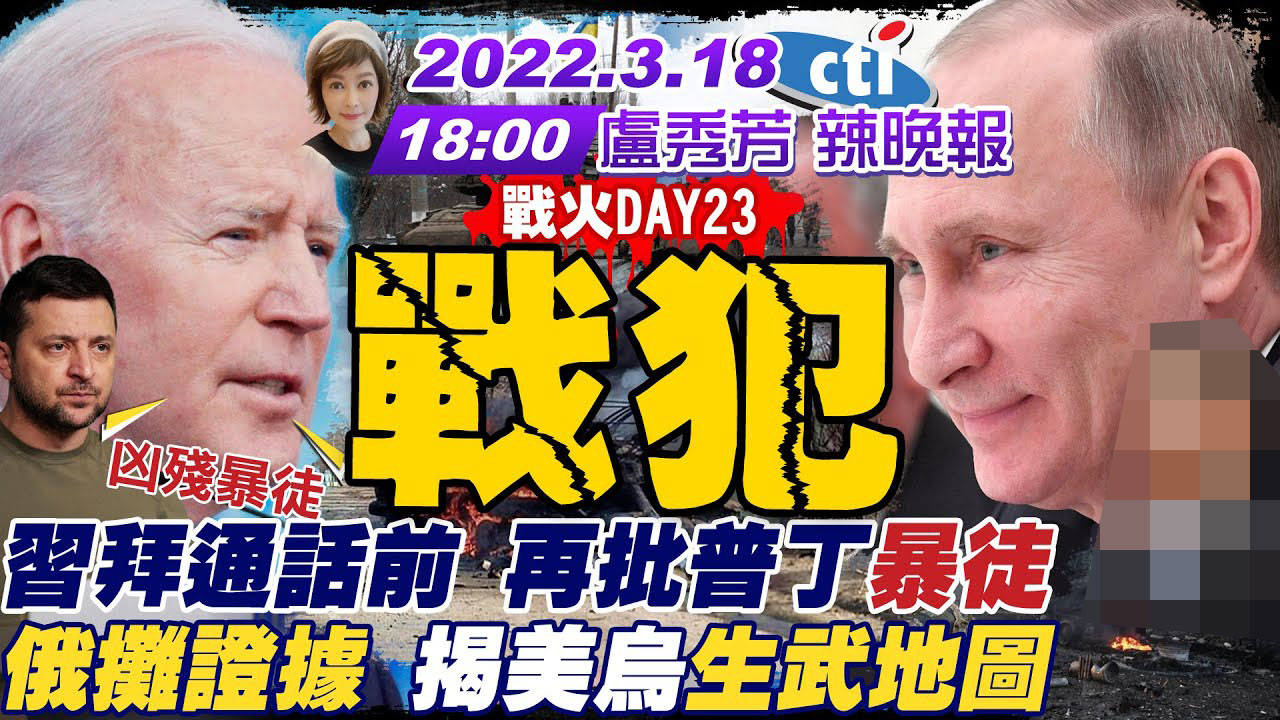 2022.3.18
cti
18:00 盧秀芳 辣晚報
戰火DAY23
戰犯
凶殘暴徒
習拜通話前 再批普丁暴徒
俄攤證據 揭美烏生武地圖